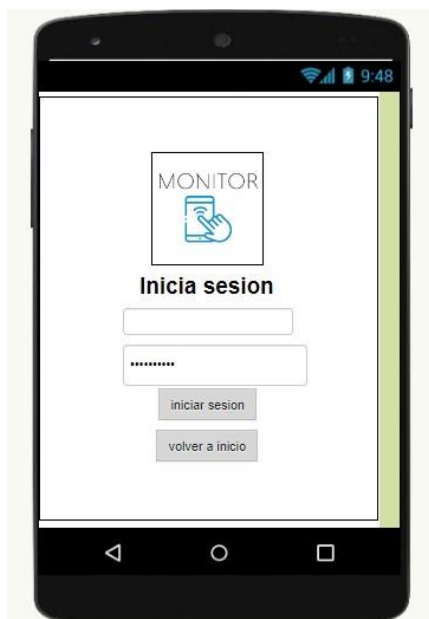 9:48
MONITOR
Inicia sesion
••••••••••
iniciar sesion
volver a inicio